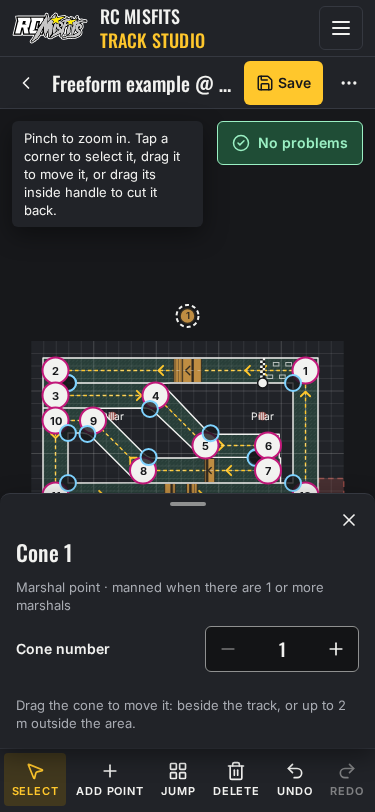 RC Misfits
RC MISFITS
TRACK STUDIO
Freeform example @ ...
Save
Pinch to zoom in. Tap a
corner to select it, drag it
to move it, or drag its
inside handle to cut it
back.
No problems
1
2
1
3
4
Pillar
10
9
5
6
8
7
Cone 1
Marshal point · manned when there are 1 or more
marshals
Cone number
1
Drag the cone to move it: beside the track, or up to 2
m outside the area.
SELECT
ADD POINT
JUMP
DELETE
UNDO
REDO